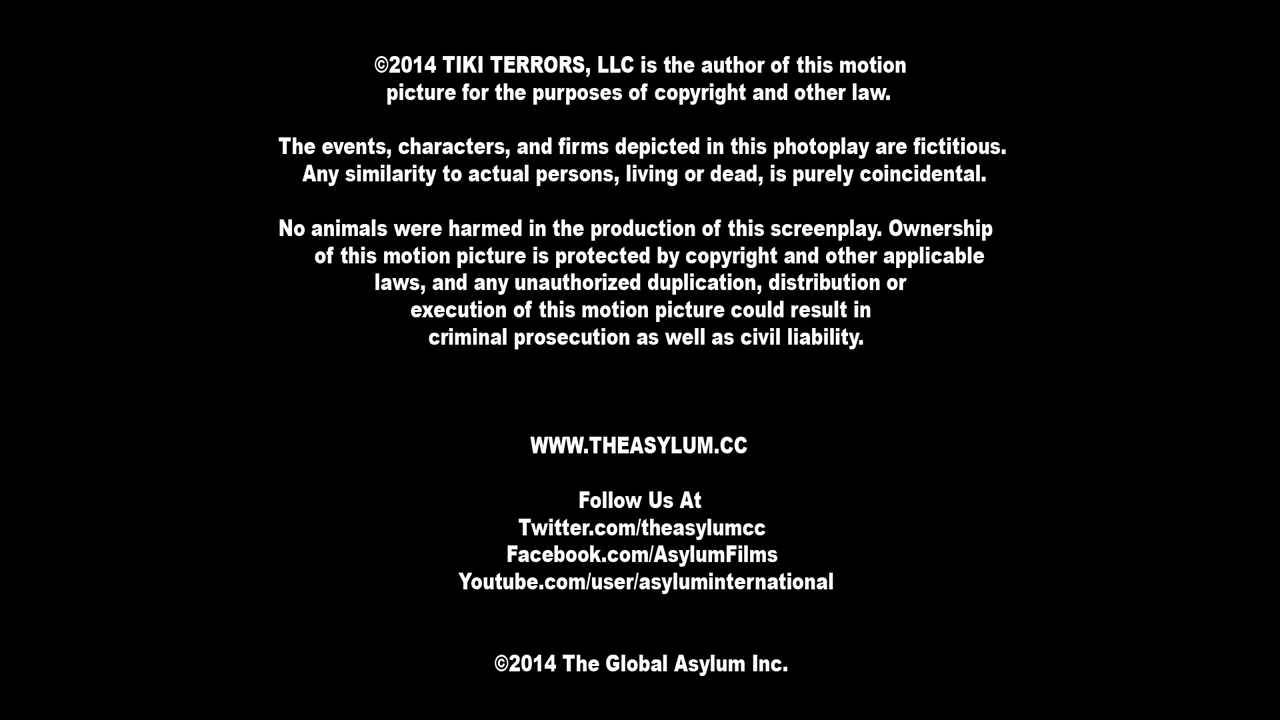 ©2014 TIKI TERRORS, LLC is the author of this motion
picture for the purposes of copyright and other law.
The events, characters, and firms depicted in this photoplay are fictitious.
Any similarity to actual persons, living or dead, is purely coincidental.
No animals were harmed in the production of this screenplay. Ownership
of this motion picture is protected by copyright and other applicable
laws, and any unauthorized duplication, distribution or
execution of this motion picture could result in
criminal prosecution as well as civil liability.
WWW.THEASYLUM.CC
Follow Us At
Twitter.com/theasylumcc
Facebook.com/AsylumFilms
Youtube.com/user/asyluminternational
©2014 The Global Asylum Inc.